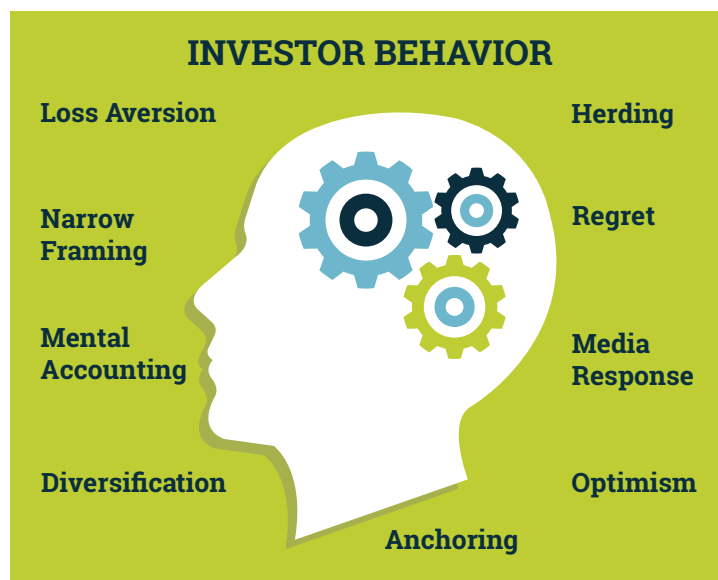 INVESTOR BEHAVIOR
Loss Aversion
Narrow
Framing
Mental
Accounting
Diversification
Herding
Regret
Media
Response
Optimism
Anchoring